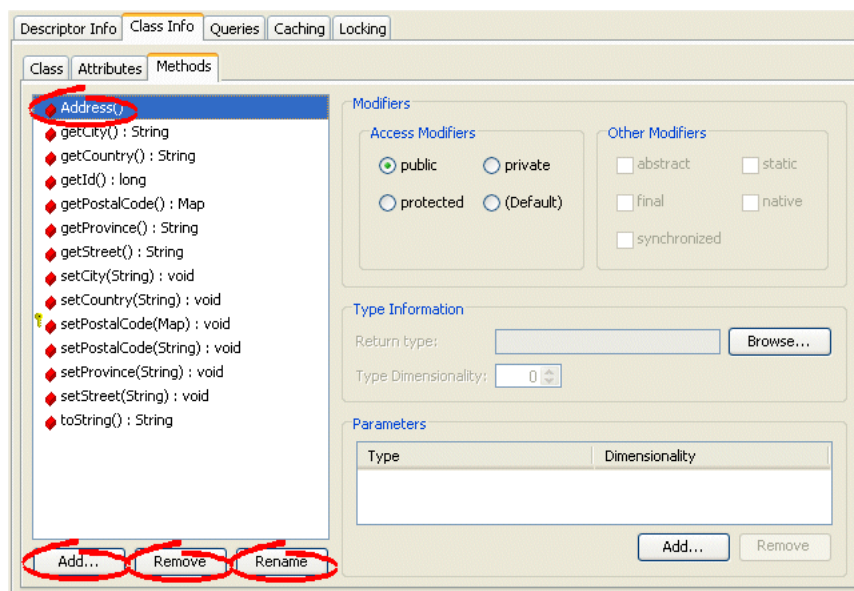 Descriptor Info Class Info Queries Caching Locking
Class Attributes Methods
Address()
getCity() : String
getCountry() : String
getId() : long
getPostalCode() : Map
getProvince() : String
getStreet() : String
setCity(String) : void
setCountry(String) : void
setPostalCode(Map) : void
setPostalCode(String) : void
setProvince(String) : void
setStreet(String) : void
toString() : String
Add... Remove Rename
Modifiers
Access Modifiers
public private
protected (Default)
Other Modifiers
abstract static
final native
synchronized
Type Information
Return type: Browse...
Type Dimensionality: 0
Parameters
Type Dimensionality
Add... Remove